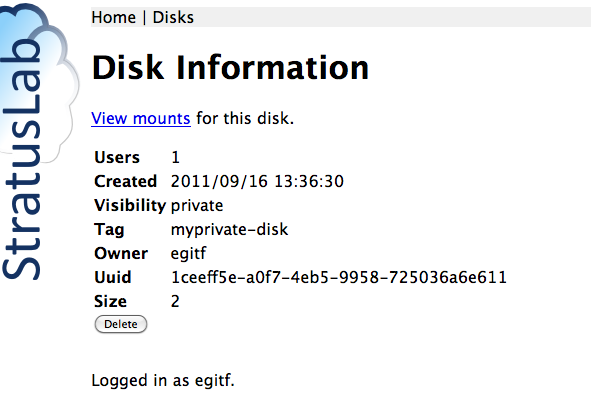 StratusLab
Home | Disks
Disk Information
View mounts for this disk.
Users 1
Created 2011/09/16 13:36:30
Visibility private
Tag myprivate-disk
Owner egitf
Uuid 1ceeff5e-a0f7-4eb5-9958-725036a6e611
Size 2
Delete
Logged in as egitf.